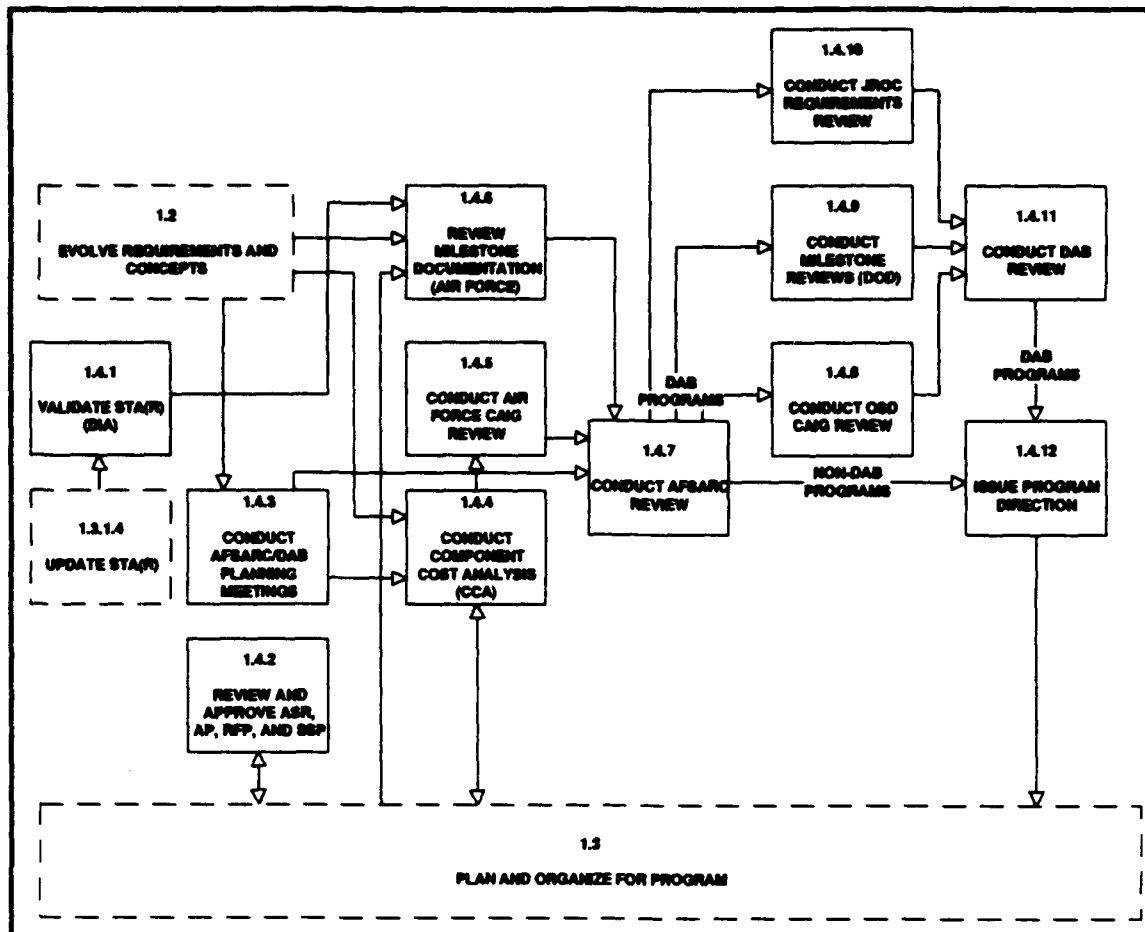 1.4.10
CONDUCT JROC
REQUIREMENTS
REVIEW
1.2
EVOLVE REQUIREMENTS AND
CONCEPTS
1.4.6
REVIEW
MILESTONE
DOCUMENTATION
(AIR FORCE)
1.4.9
CONDUCT
MILESTONE
REVIEWS (DOD)
1.4.11
CONDUCT DAB
REVIEW
1.4.1
VALIDATE STA(R)
(DIA)
1.4.5
CONDUCT AIR
FORCE CAIG
REVIEW
DAB
PROGRAMS
1.4.8
CONDUCT OSD
CAIG REVIEW
DAB
PROGRAMS
1.3.1.4
UPDATE STA(R)
1.4.3
CONDUCT
AFSARC/DAB
PLANNING
MEETINGS
1.4.4
CONDUCT
COMPONENT
COST ANALYSIS
(CCA)
1.4.7
CONDUCT AFSARC
REVIEW
NON-DAB
PROGRAMS
1.4.12
ISSUE PROGRAM
DIRECTION
1.4.2
REVIEW AND
APPROVE ASR,
AP, RFP, AND SSP
1.3
PLAN AND ORGANIZE FOR PROGRAM